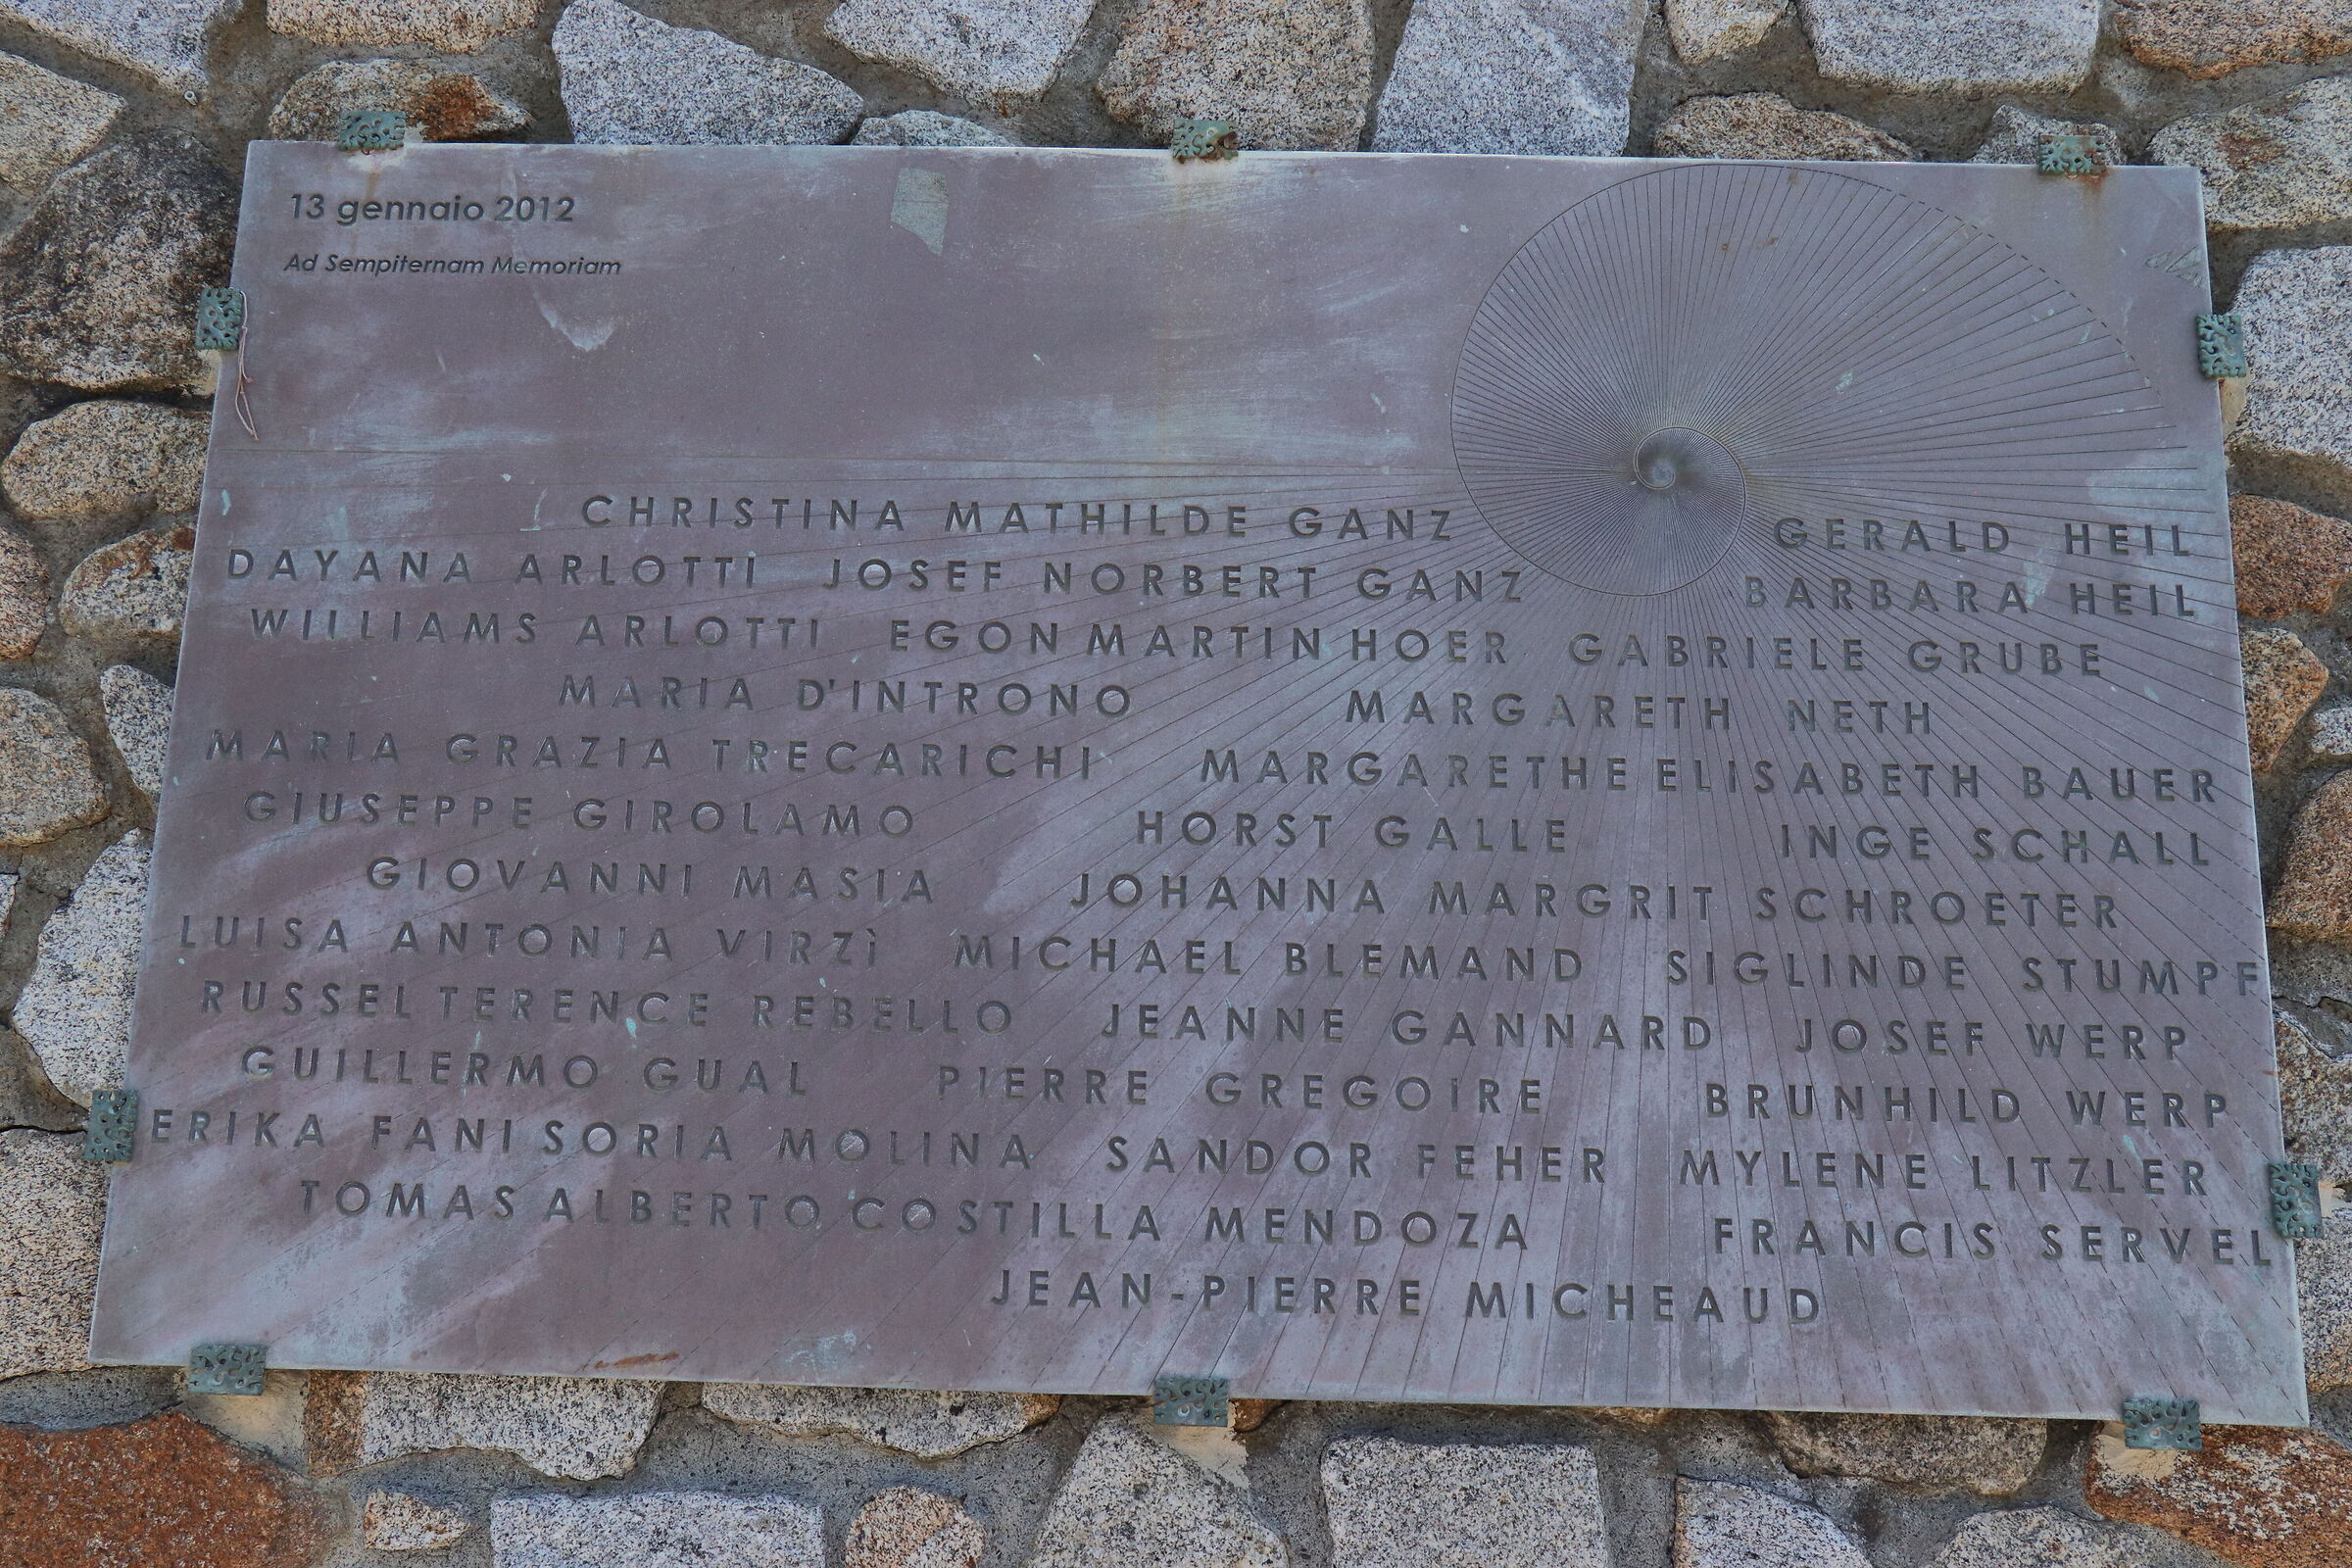 13 gennaio 2012
Ad Sempiternam Memoriam
CHRISTINA MATHILDE GANZ GERALD HEIL
DAYANA ARLOTTI JOSEF NORBERT GANZ BARBARA HEIL
WILLIAMS ARLOTTI EGON MARTIN HOER GABRIELE GRUBE
MARIA D'INTRONO MARGARETH NETH
MARIA GRAZIA TRECARICHI MARGARETHE ELISABETH BAUER
GIUSEPPE GIROLAMO HORST GALLE INGE SCHALL
GIOVANNI MASIA JOHANNA MARGRIT SCHROETER
LUISA ANTONIA VIRZì MICHAEL BLEMAND SIGLINDE STUMPF
RUSSEL TERENCE REBELLO JEANNE GANNARD JOSEF WERP
GUILLERMO GUAL PIERRE GREGOIRE BRUNHILD WERP
ERIKA FANI SORIA MOLINA SANDOR FEHER MYLENE LITZLER
TOMAS ALBERTO COSTILLA MENDOZA FRANCIS SERVEL
JEAN-PIERRE MICHEAUD